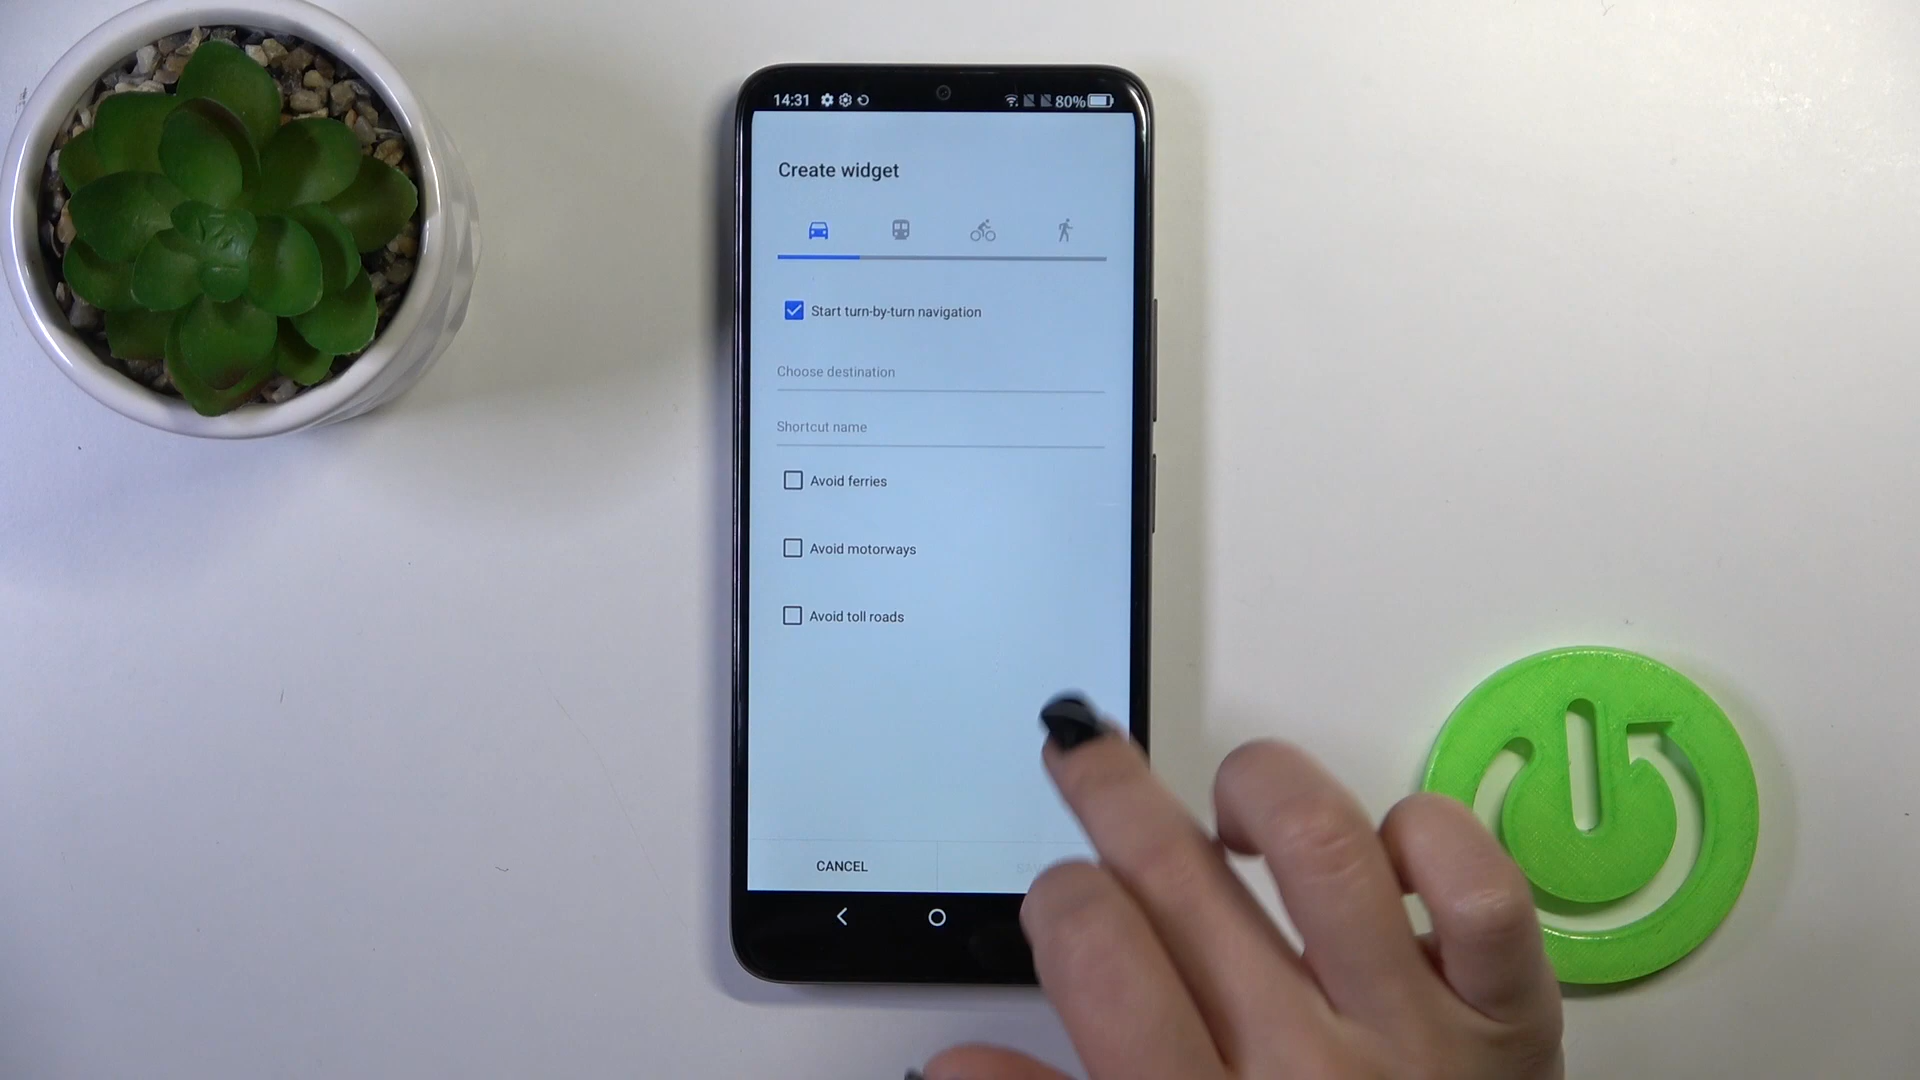 14:31 80%
Create widget
Start turn-by-turn navigation
Choose destination
Shortcut name
Avoid ferries
Avoid motorways
Avoid toll roads
CANCEL